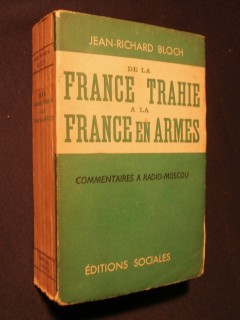 JEAN-RICHARD BLOCH
DE LA
FRANCE TRAHIE
A LA
FRANCE EN ARMES
COMMENTAIRES A RADIO-MOSCOU
ÉDITIONS SOCIALES